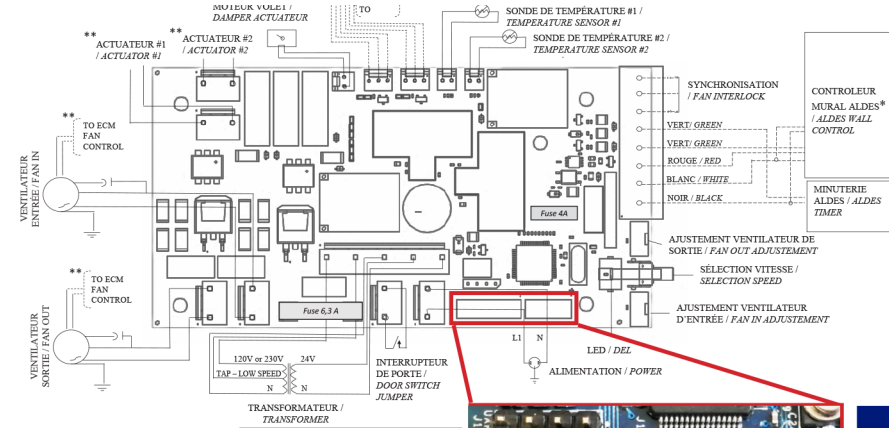 MOTEUR VOLET /
DAMPER ACTUATEUR
TO
SONDE DE TEMPÉRATURE #1 /
TEMPERATURE SENSOR #1
SONDE DE TEMPÉRATURE #2 /
TEMPERATURE SENSOR #2
** ACTUATEUR #1
/ ACTUATOR #1
** ACTUATEUR #2
/ ACTUATOR #2
**
TO ECM
FAN
CONTROL
VENTILATEUR
ENTRÉE / FAN IN
SYNCHRONISATION
/ FAN INTERLOCK
VERT/ GREEN
VERT/ GREEN
ROUGE / RED
BLANC / WHITE
NOIR / BLACK
CONTROLEUR
MURAL ALDES*
/ ALDES WALL
CONTROL
MINUTERIE
ALDES / ALDES
TIMER
Fuse 4A
AJUSTEMENT VENTILATEUR DE
SORTIE / FAN OUT ADJUSTEMENT
SÉLECTION VITESSE /
SELECTION SPEED
AJUSTEMENT VENTILATEUR
D'ENTRÉE / FAN IN ADJUSTEMENT
**
TO ECM
FAN
CONTROL
VENTILATEUR
SORTIE / FAN OUT
Fuse 6,3 A
L1 N
LED / DEL
ALIMENTATION / POWER
120V or 230V 24V
TAP – LOW SPEED
N N
TRANSFORMATEUR /
TRANSFORMER
INTERRUPTEUR
DE PORTE /
DOOR SWITCH
JUMPER